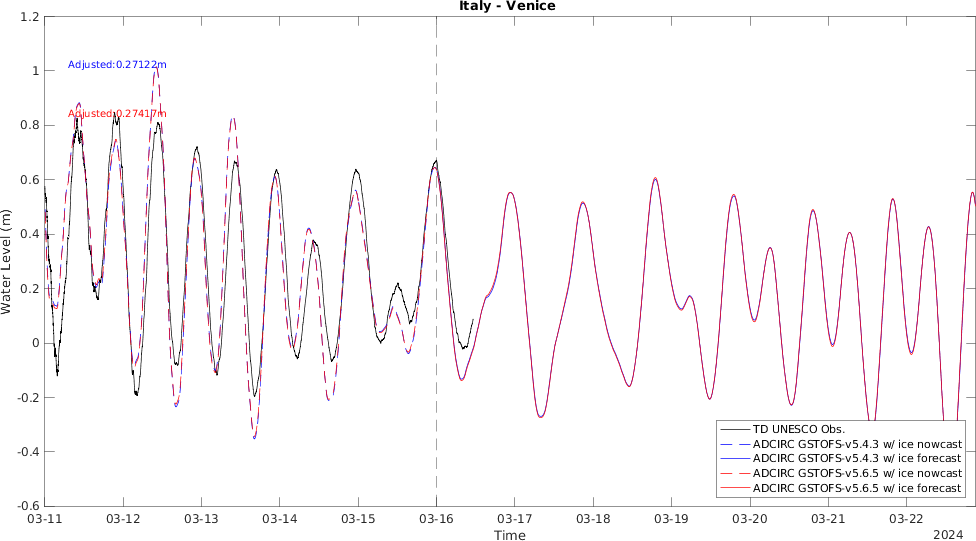 Italy - Venice
1.2
1
0.8
0.6
0.4
0.2
0
-0.2
-0.4
-0.6
Water Level (m)
Adjusted:0.27122m
Adjusted:0.27417m
TD UNESCO Obs.
ADCIRC GSTOFS-v5.4.3 w/ ice nowcast
ADCIRC GSTOFS-v5.4.3 w/ ice forecast
ADCIRC GSTOFS-v5.6.5 w/ ice nowcast
ADCIRC GSTOFS-v5.6.5 w/ ice forecast
03-11 03-12 03-13 03-14 03-15 03-16 03-17 03-18 03-19 03-20 03-21 03-22
Time
2024